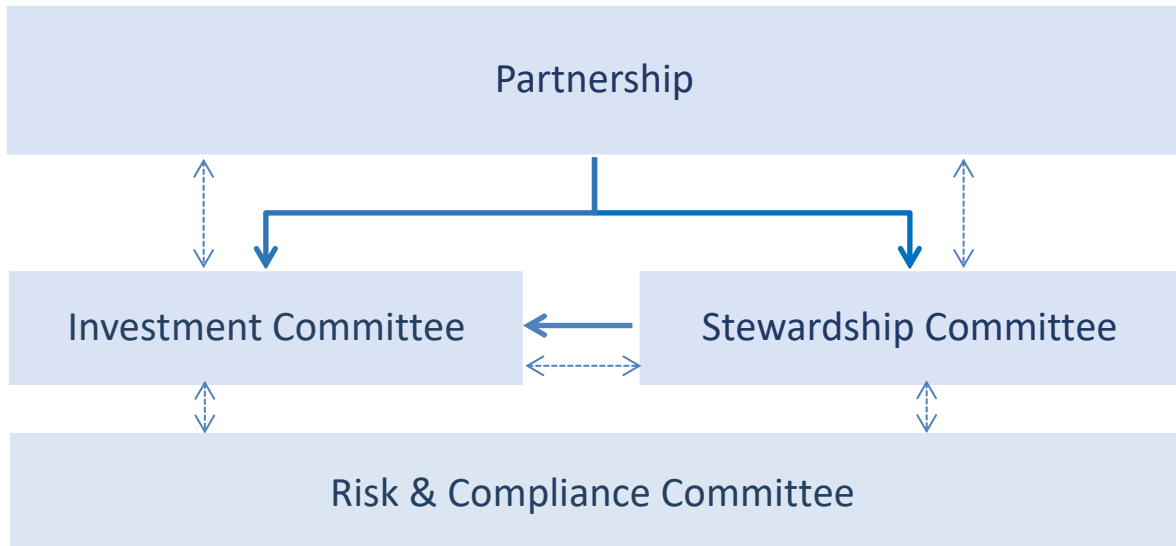 Partnership
Investment Committee
Stewardship Committee
Risk & Compliance Committee